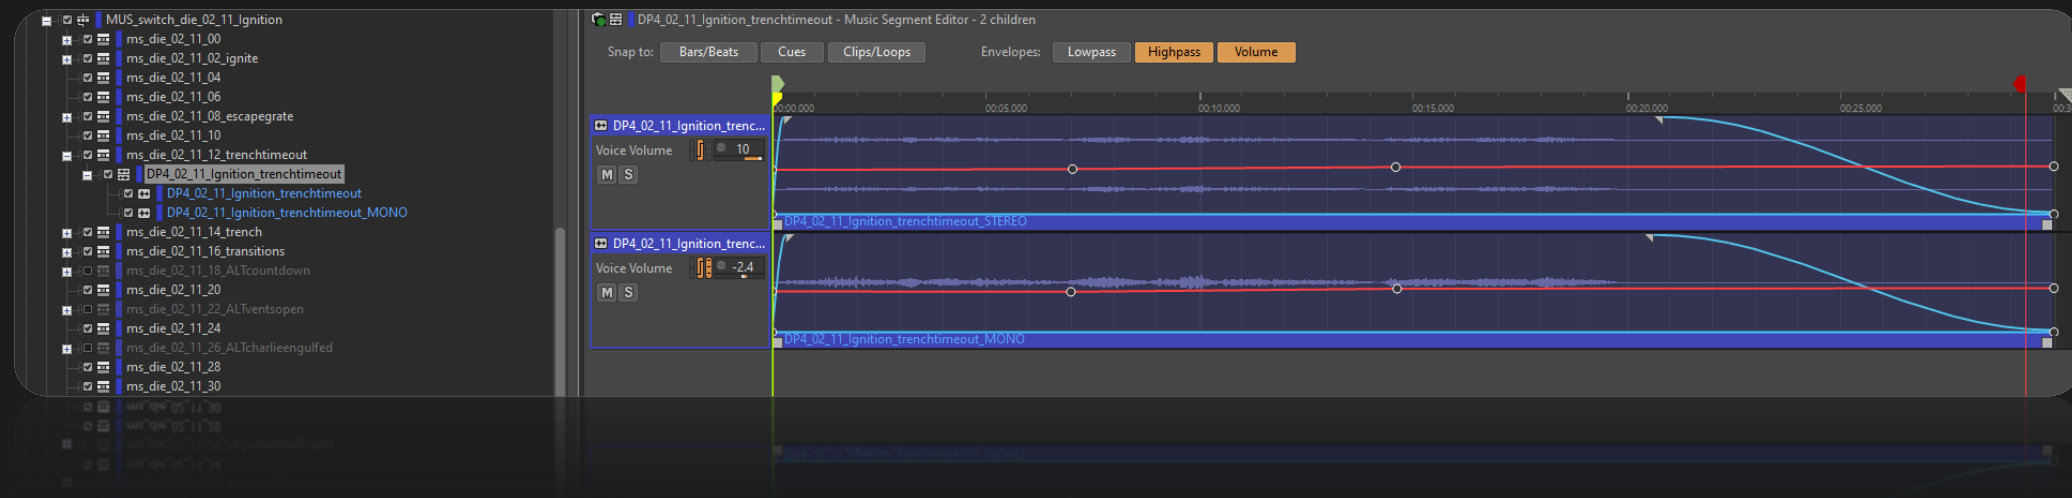 MUS_switch_die_02_11_Ignition
ms_die_02_11_00
ms_die_02_11_02_ignite
ms_die_02_11_04
ms_die_02_11_06
ms_die_02_11_08_escapegrate
ms_die_02_11_10
ms_die_02_11_12_trenchtimeout
DP4_02_11_Ignition_trenchtimeout
DP4_02_11_Ignition_trenchtimeout
DP4_02_11_Ignition_trenchtimeout_MONO
ms_die_02_11_14_trench
ms_die_02_11_16_transitions
ms_die_02_11_18_ALTcountdown
ms_die_02_11_20
ms_die_02_11_22_ALTventsopen
ms_die_02_11_24
ms_die_02_11_26_ALTcharlieengulfed
ms_die_02_11_28
ms_die_02_11_30
DP4_02_11_Ignition_trenchtimeout - Music Segment Editor - 2 children
Snap to: Bars/Beats Cues Clips/Loops Envelopes: Lowpass Highpass Volume
00:00.000 00:05.000 00:10.000 00:15.000 00:20.000 00:25.000
DP4_02_11_Ignition_trenc...
Voice Volume 10
M S
DP4_02_11_Ignition_trenchtimeout_STEREO
DP4_02_11_Ignition_trenc...
Voice Volume -2.4
M S
DP4_02_11_Ignition_trenchtimeout_MONO